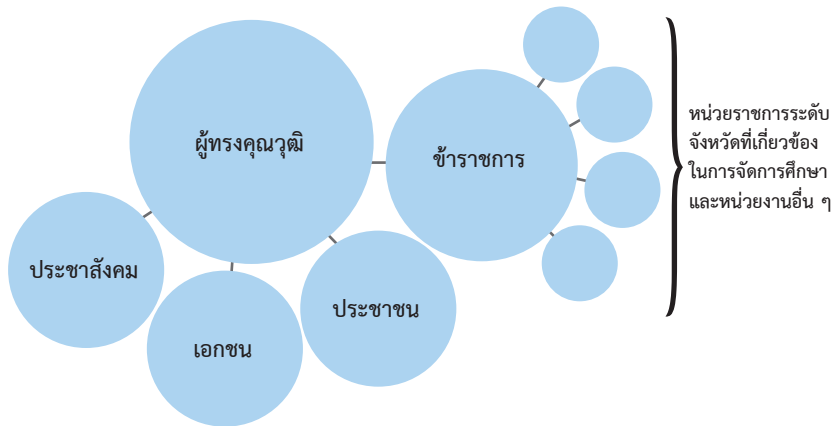 ผู้ทรงคุณวุฒิ
ข้าราชการ
หน่วยราชการระดับ
จังหวัดที่เกี่ยวข้อง
ในการจัดการศึกษา
และหน่วยงานอื่น ๆ
ประชาสังคม
เอกชน
ประชาชน